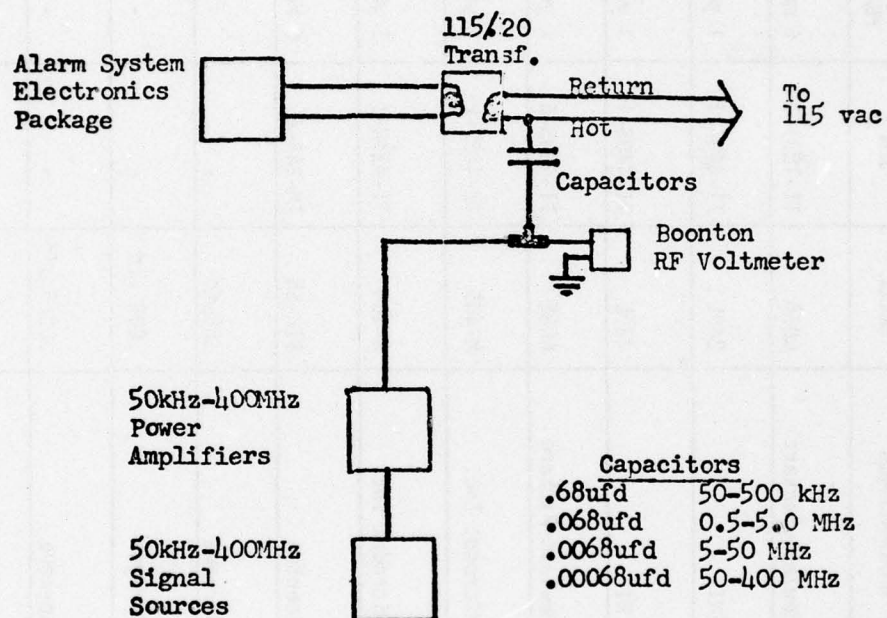 115/20
Transf.
Alarm System
Electronics
Package
Return
Hot
To
115 vac
Capacitors
Boonton
RF Voltmeter
50kHz-400MHz
Power
Amplifiers
50kHz-400MHz
Signal
Sources
Capacitors
.68ufd 50-500 kHz
.068ufd 0.5-5.0 MHz
.0068ufd 5-50 MHz
.00068ufd 50-400 MHz